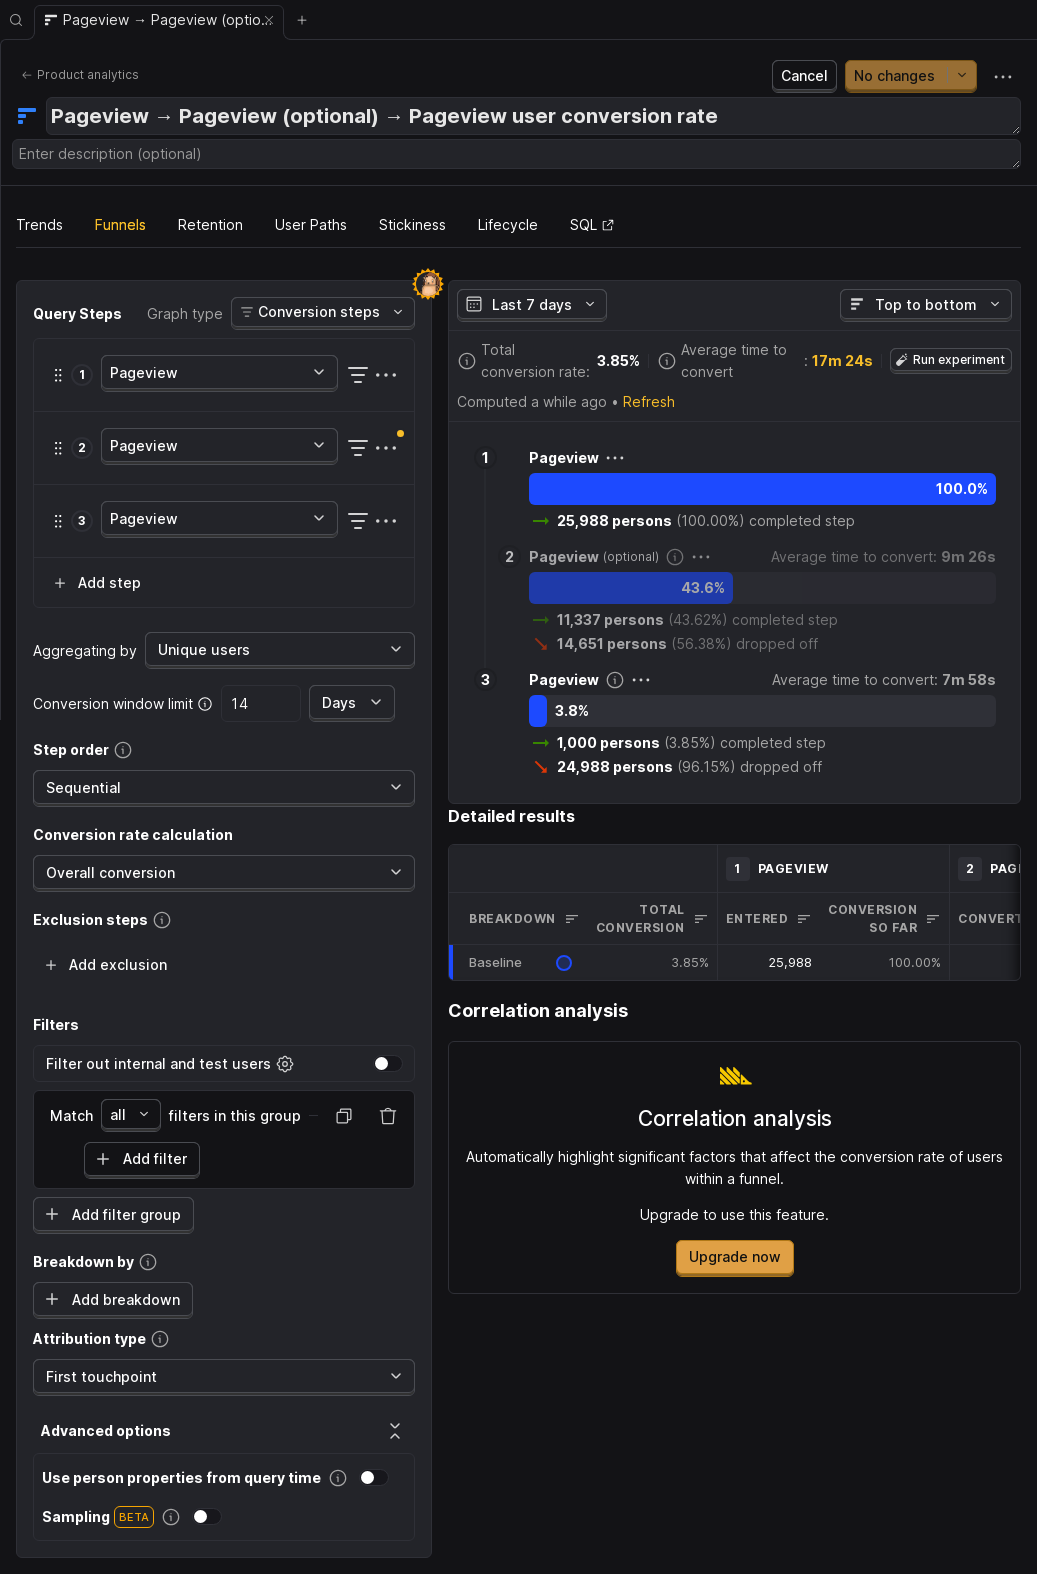 Pageview → Pageview (optio...
Product analytics
Cancel
No changes
Pageview → Pageview (optional) → Pageview user conversion rate
Enter description (optional)
Trends
Funnels
Retention
User Paths
Stickiness
Lifecycle
SQL
Query Steps
Graph type
Conversion steps
1
Pageview
2
Pageview
3
Pageview
Add step
Aggregating by
Unique users
Conversion window limit
14
Days
Step order
Sequential
Conversion rate calculation
Overall conversion
Exclusion steps
Add exclusion
Filters
Filter out internal and test users
Match
all
filters in this group
Add filter
Add filter group
Breakdown by
Add breakdown
Attribution type
First touchpoint
Advanced options
Use person properties from query time
Sampling
BETA
Last 7 days
Top to bottom
Total
conversion rate:
3.85%
Average time to
convert
: 17m 24s
Run experiment
Computed a while ago • Refresh
1
Pageview
100.0%
25,988 persons (100.00%) completed step
2
Pageview (optional)
Average time to convert: 9m 26s
43.6%
11,337 persons (43.62%) completed step
14,651 persons (56.38%) dropped off
3
Pageview
Average time to convert: 7m 58s
3.8%
1,000 persons (3.85%) completed step
24,988 persons (96.15%) dropped off
Detailed results
1 PAGEVIEW
2
BREAKDOWN
TOTAL
CONVERSION
ENTERED
CONVERSION
SO FAR
Baseline
3.85%
25,988
100.00%
Correlation analysis
Correlation analysis
Automatically highlight significant factors that affect the conversion rate of users
within a funnel.
Upgrade to use this feature.
Upgrade now